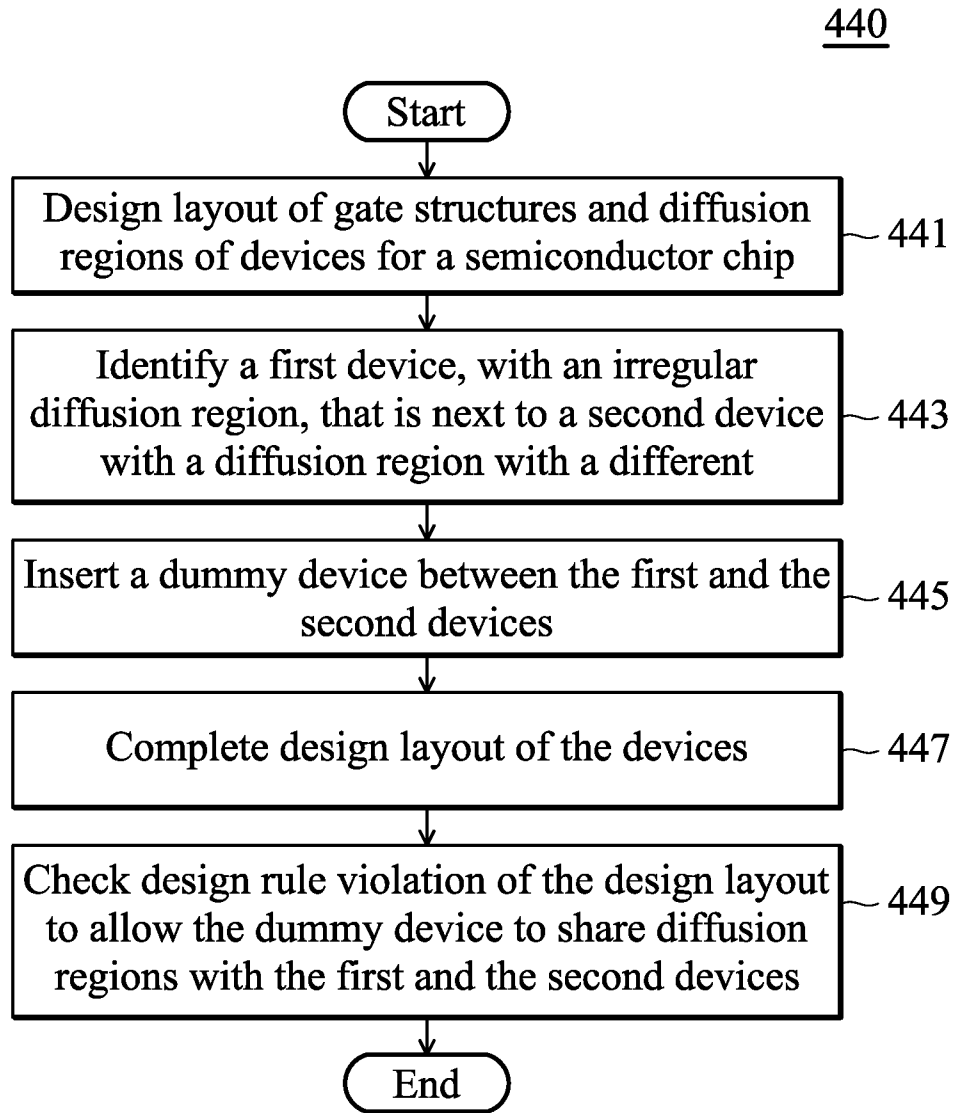 440
Start
Design layout of gate structures and diffusion
regions of devices for a semiconductor chip
441
Identify a first device, with an irregular
diffusion region, that is next to a second device
with a diffusion region with a different
443
Insert a dummy device between the first and the
second devices
445
Complete design layout of the devices
447
Check design rule violation of the design layout
to allow the dummy device to share diffusion
regions with the first and the second devices
449
End